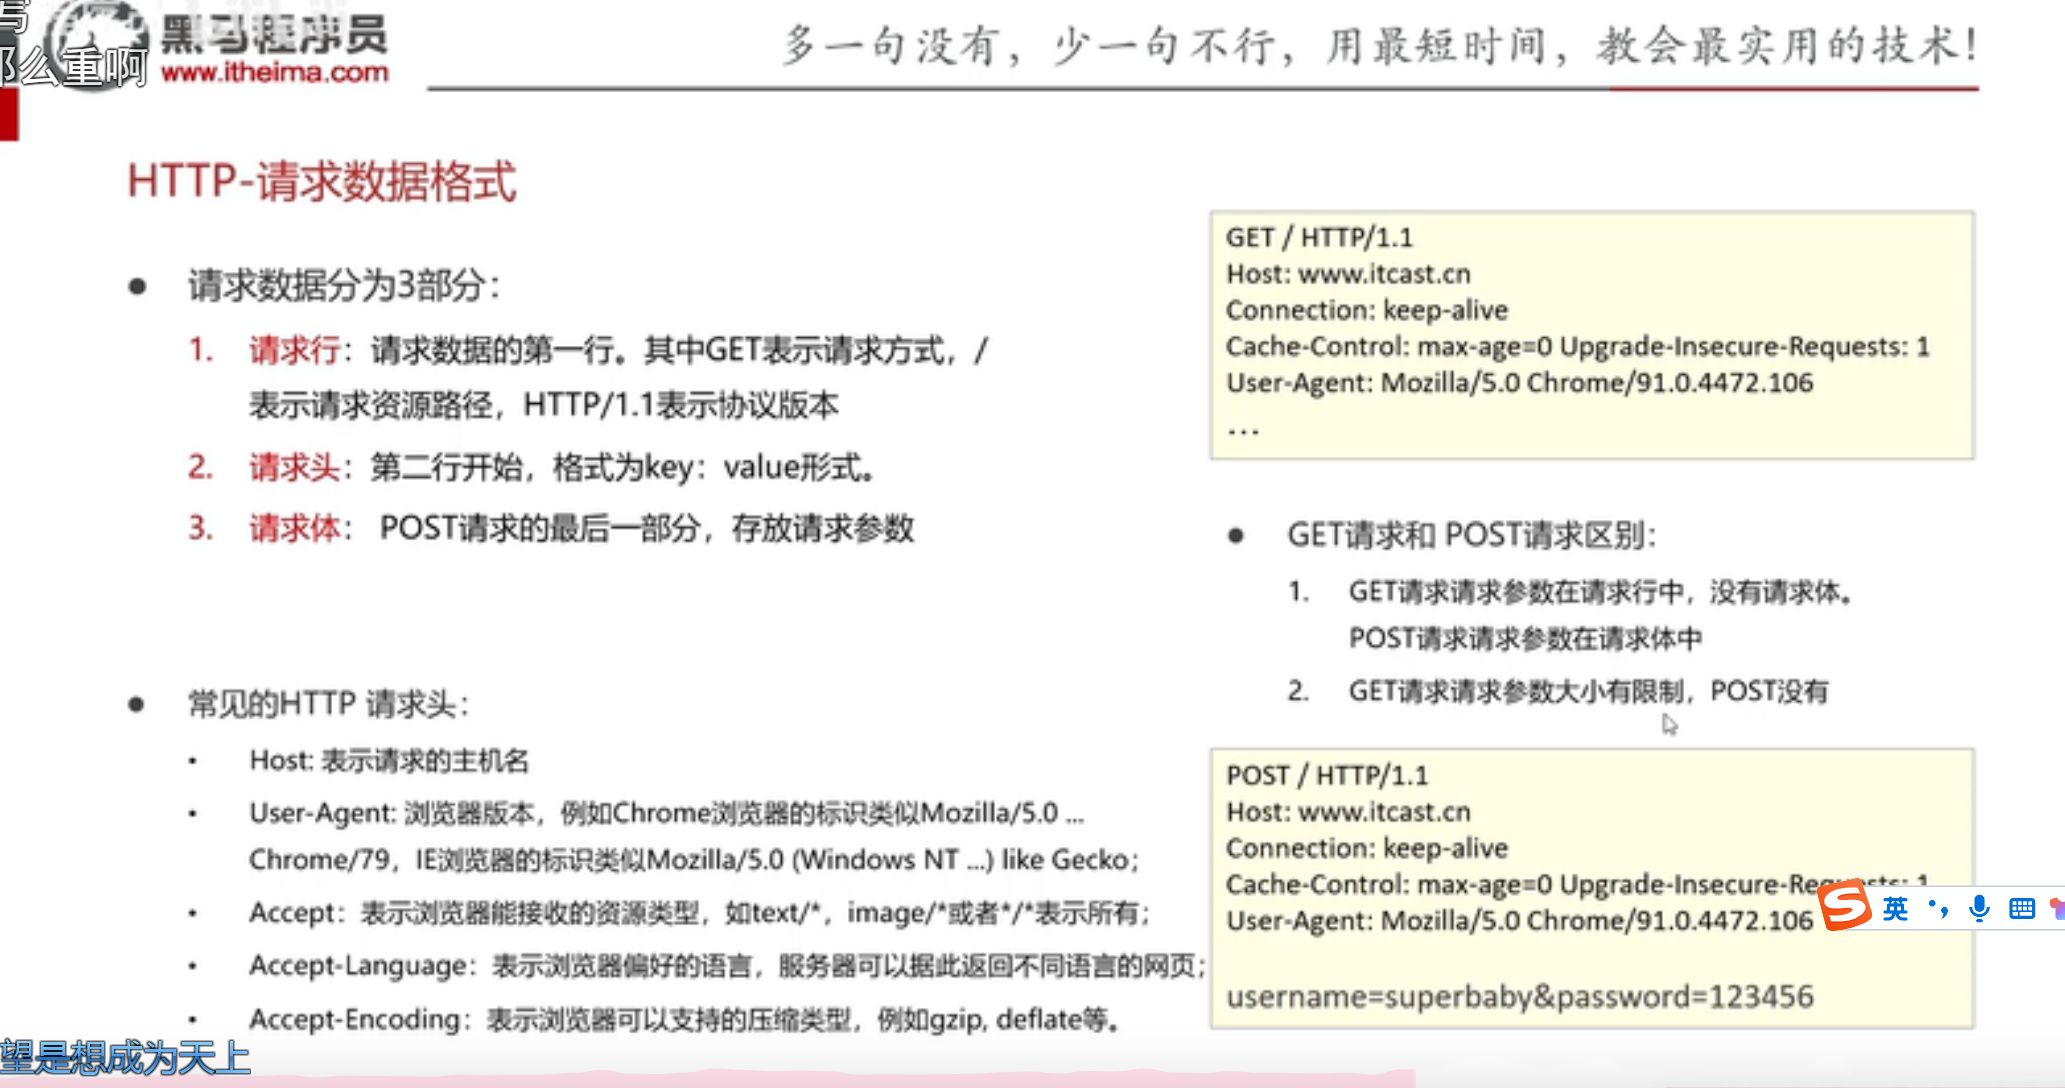 写
那么重啊
黑马程序员
www.itheima.com
多一句没有，少一句不行，用最短时间，教会最实用的技术！
HTTP-请求数据格式
● 请求数据分为3部分：
1. 请求行：请求数据的第一行。其中GET表示请求方式，/
表示请求资源路径，HTTP/1.1表示协议版本
2. 请求头：第二行开始，格式为key：value形式。
3. 请求体： POST请求的最后一部分，存放请求参数
● 常见的HTTP 请求头：
• Host: 表示请求的主机名
• User-Agent: 浏览器版本，例如Chrome浏览器的标识类似Mozilla/5.0 ...
Chrome/79，IE浏览器的标识类似Mozilla/5.0 (Windows NT ...) like Gecko；
• Accept：表示浏览器能接收的资源类型，如text/*，image/*或者*/*表示所有；
• Accept-Language：表示浏览器偏好的语言，服务器可以据此返回不同语言的网页；
• Accept-Encoding：表示浏览器可以支持的压缩类型，例如gzip, deflate等。
GET / HTTP/1.1
Host: www.itcast.cn
Connection: keep-alive
Cache-Control: max-age=0 Upgrade-Insecure-Requests: 1
User-Agent: Mozilla/5.0 Chrome/91.0.4472.106
...
● GET请求和 POST请求区别：
1. GET请求请求参数在请求行中，没有请求体。
POST请求请求参数在请求体中
2. GET请求请求参数大小有限制，POST没有
POST / HTTP/1.1
Host: www.itcast.cn
Connection: keep-alive
Cache-Control: max-age=0 Upgrade-Insecure-Requests: 1
User-Agent: Mozilla/5.0 Chrome/91.0.4472.106
username=superbaby&password=123456
英
望是想成为天上